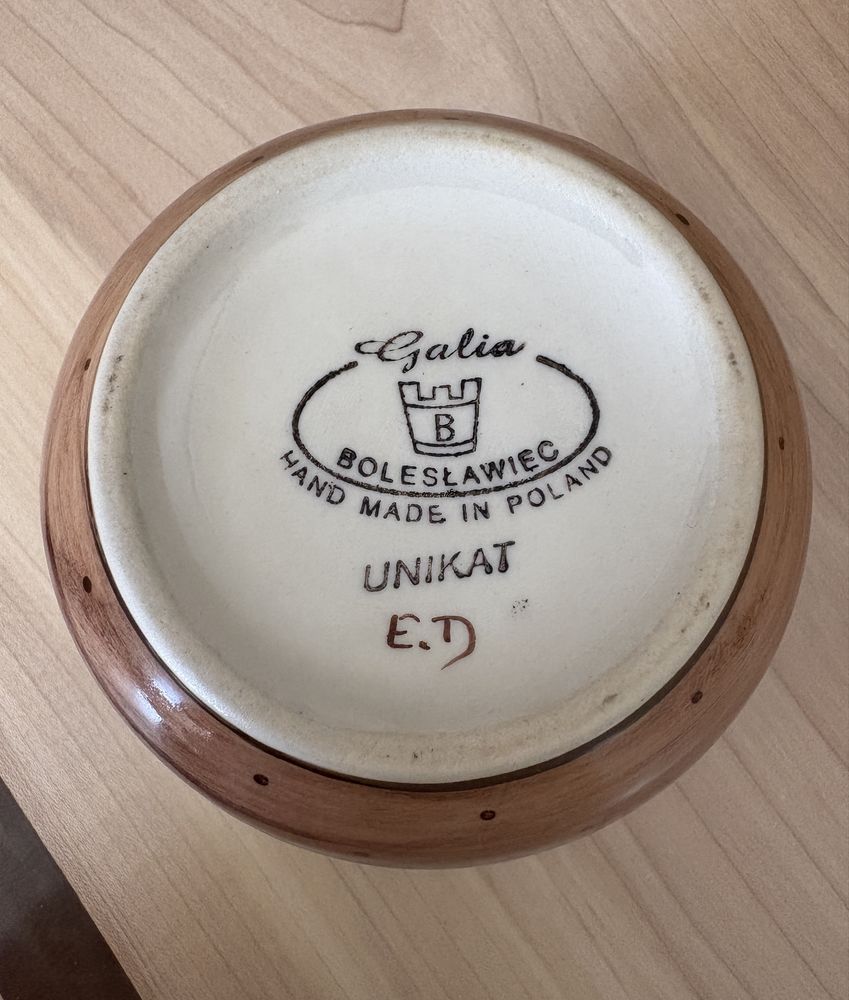 Galia
B
BOLESŁAWIEC
HAND MADE IN POLAND
UNIKAT
E.D